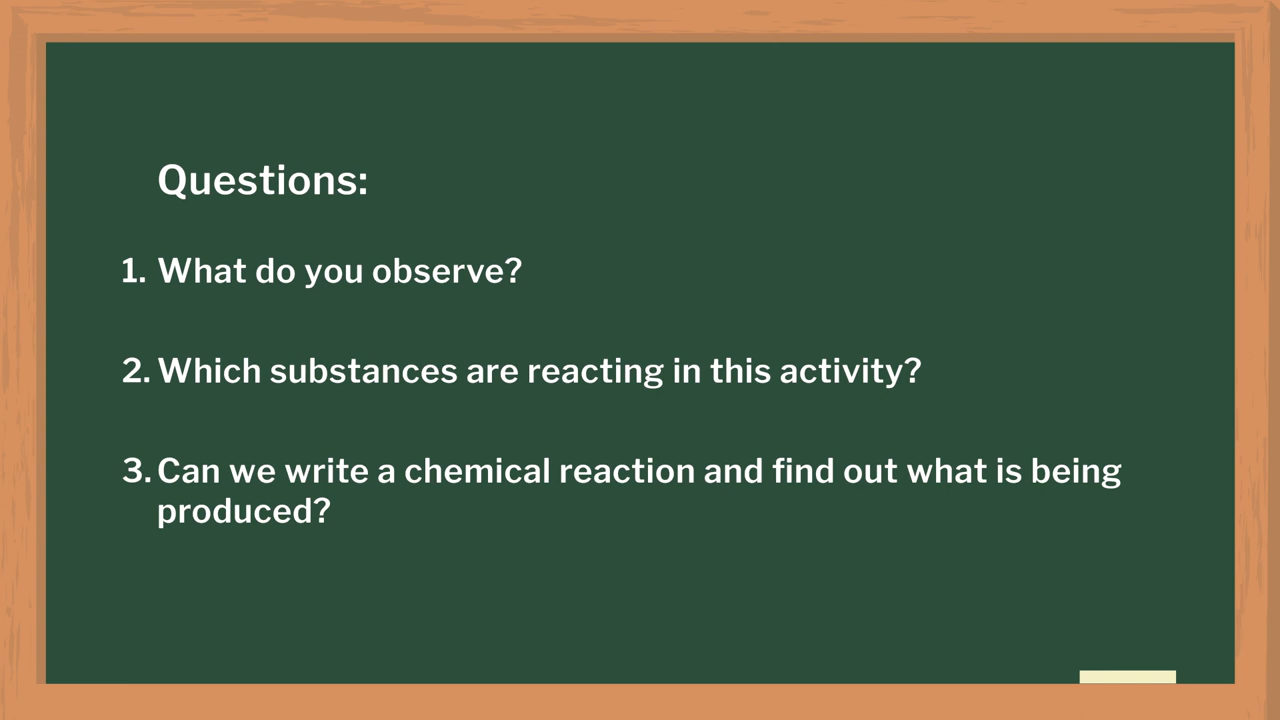 Questions:
1. What do you observe?
2. Which substances are reacting in this activity?
3. Can we write a chemical reaction and find out what is being
produced?